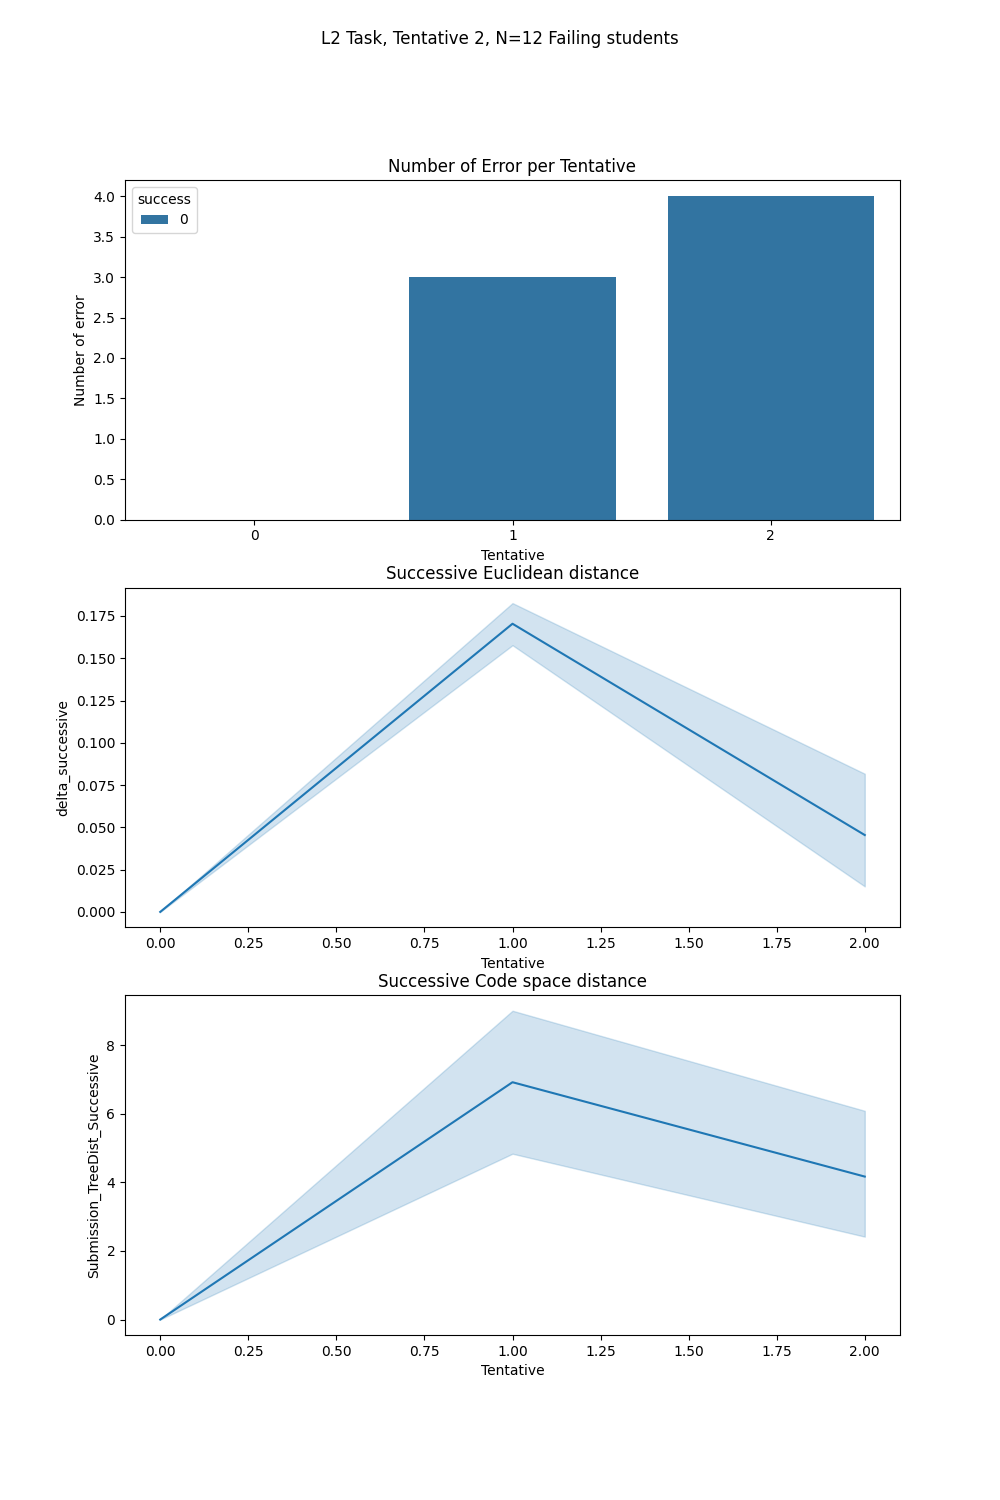 L2 Task, Tentative 2, N=12 Failing students
Number of Error per Tentative
success
0
4.0
3.5
3.0
2.5
2.0
1.5
1.0
0.5
0.0
Number of error
0 1 2
Tentative
Successive Euclidean distance
0.175
0.150
0.125
0.100
0.075
0.050
0.025
0.000
delta_successive
0.00 0.25 0.50 0.75 1.00 1.25 1.50 1.75 2.00
Tentative
Successive Code space distance
8
6
4
2
0
Submission_TreeDist_Successive
0.00 0.25 0.50 0.75 1.00 1.25 1.50 1.75 2.00
Tentative